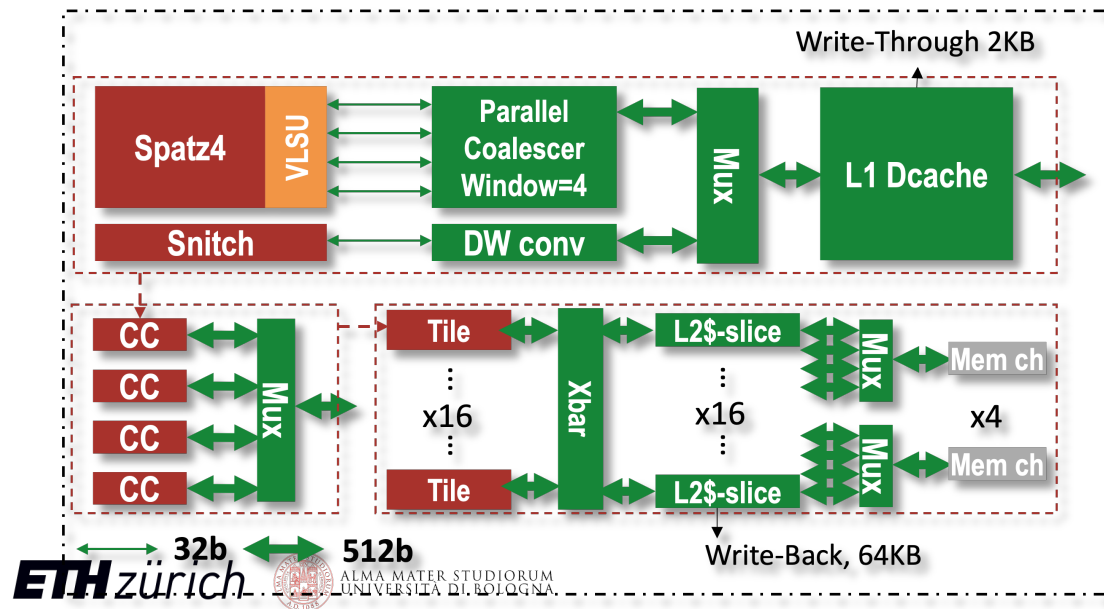 Write-Through 2KB
Spatz4
VLSU
Parallel
Coalescer
Window=4
Mux
L1 Dcache
Snitch
DW conv
CC
CC
CC
CC
Mux
Tile
x16
Tile
Xbar
L2$-slice
x16
L2$-slice
Mux
Mux
Mem ch
x4
Mem ch
32b
512b
Write-Back, 64KB
ETH zürich
ALMA MATER STUDIORUM
UNIVERSITÀ DI BOLOGNA